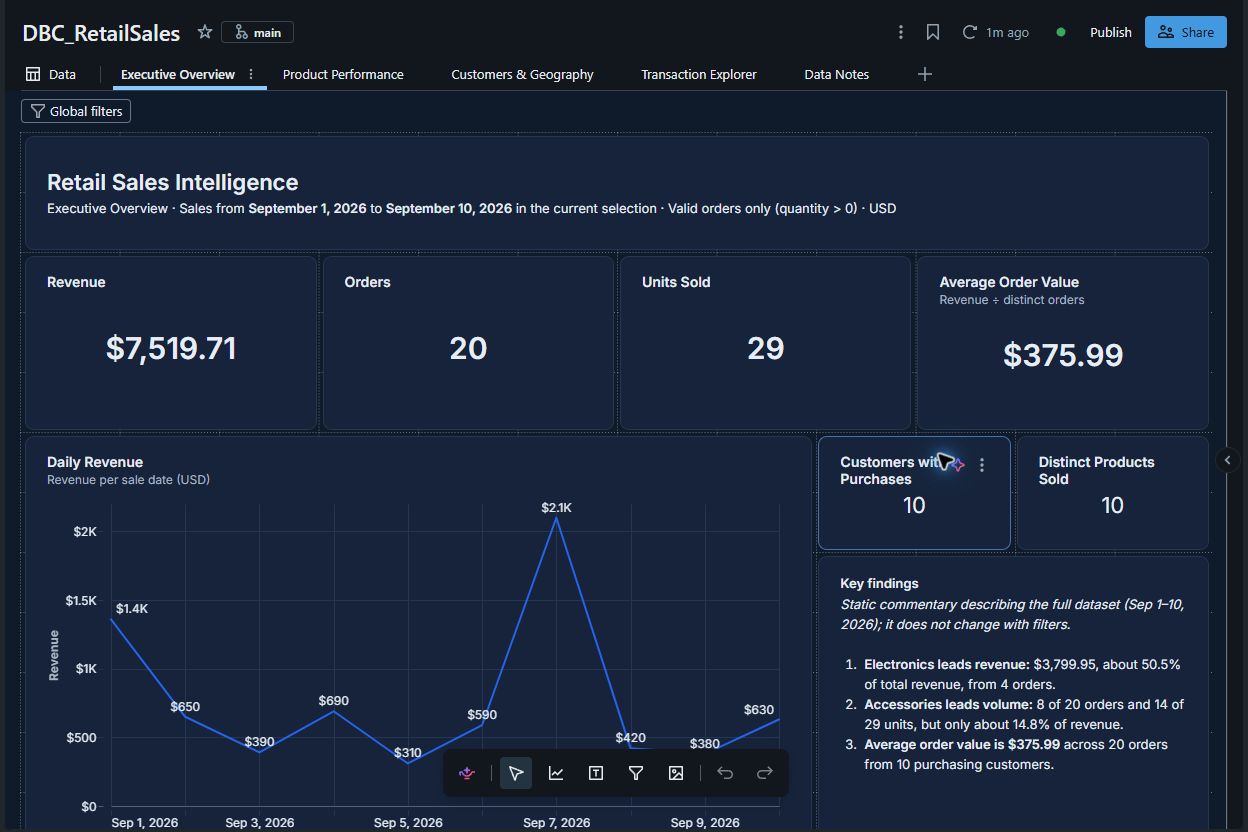 DBC_RetailSales
main
1m ago
Publish
Share
Data
Executive Overview
Product Performance
Customers & Geography
Transaction Explorer
Data Notes
Global filters
Retail Sales Intelligence
Executive Overview · Sales from September 1, 2026 to September 10, 2026 in the current selection · Valid orders only (quantity > 0) · USD
Revenue
$7,519.71
Orders
20
Units Sold
29
Average Order Value
Revenue ÷ distinct orders
$375.99
Daily Revenue
Revenue per sale date (USD)
Revenue
$2K
$1.5K
$1K
$500
$0
$1.4K
$650
$390
$690
$310
$590
$2.1K
$420
$380
$630
Sep 1, 2026
Sep 3, 2026
Sep 5, 2026
Sep 7, 2026
Sep 9, 2026
Customers
Purchases
10
Distinct Products
Sold
10
Key findings
Static commentary describing the full dataset (Sep 1–10,
2026); it does not change with filters.
1. Electronics leads revenue: $3,799.95, about 50.5%
of total revenue, from 4 orders.
2. Accessories leads volume: 8 of 20 orders and 14 of
29 units, but only about 14.8% of revenue.
3. Average order value is $375.99 across 20 orders
from 10 purchasing customers.